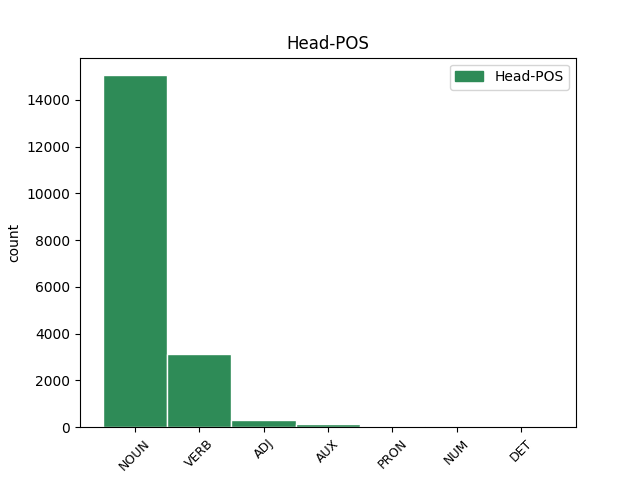 Head-POS
Head-POS
14000
12000
10000
8000
6000
4000
2000
0
count
NOUN
VERB
ADJ
AUX
PRON
NUM
DET